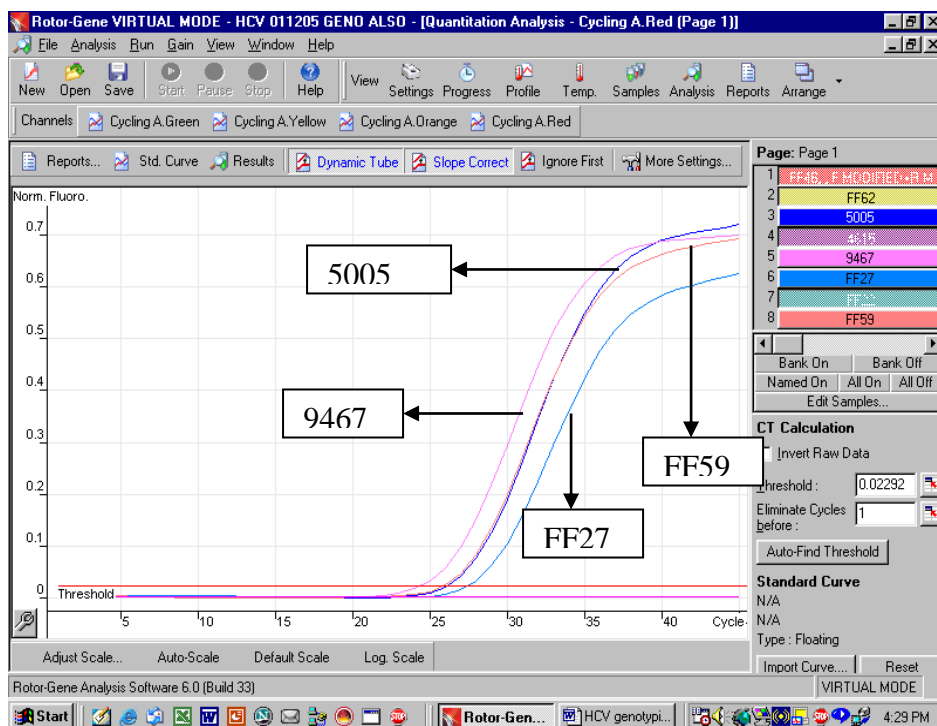 Rotor-Gene VIRTUAL MODE - HCV 011205 GENO ALSO - [Quantitation Analysis - Cycling A.Red (Page 1)]
File Analysis Run Gain View Window Help
New Open Save Start Pause Stop Help View Settings Progress Profile Temp. Samples Analysis Reports Arrange
Channels Cycling A.Green Cycling A.Yellow Cycling A.Orange Cycling A.Red
Reports... Std. Curve Results Dynamic Tube Slope Correct Ignore First More Settings...
Page: Page 1
1
2 FF62
3 5005
4 4615
5 9467
6 FF27
7
8 FF59
Bank On Bank Off
Named On All On All Off
Edit Samples...
CT Calculation
Invert Raw Data
Threshold : 0.02292
Eliminate Cycles before : 1
Auto-Find Threshold
Standard Curve
N/A
N/A
Type : Floating
Import Curve.... Reset
Norm. Fluoro.
0.7
0.6
0.5
0.4
0.3
0.2
0.1
0
Threshold
5 10 15 20 25 30 35 40 Cycle
5005
9467
FF59
FF27
Adjust Scale... Auto-Scale Default Scale Log. Scale
Rotor-Gene Analysis Software 6.0 (Build 33) VIRTUAL MODE
Start Rotor-Gen... HCV genotypi... 4:29 PM